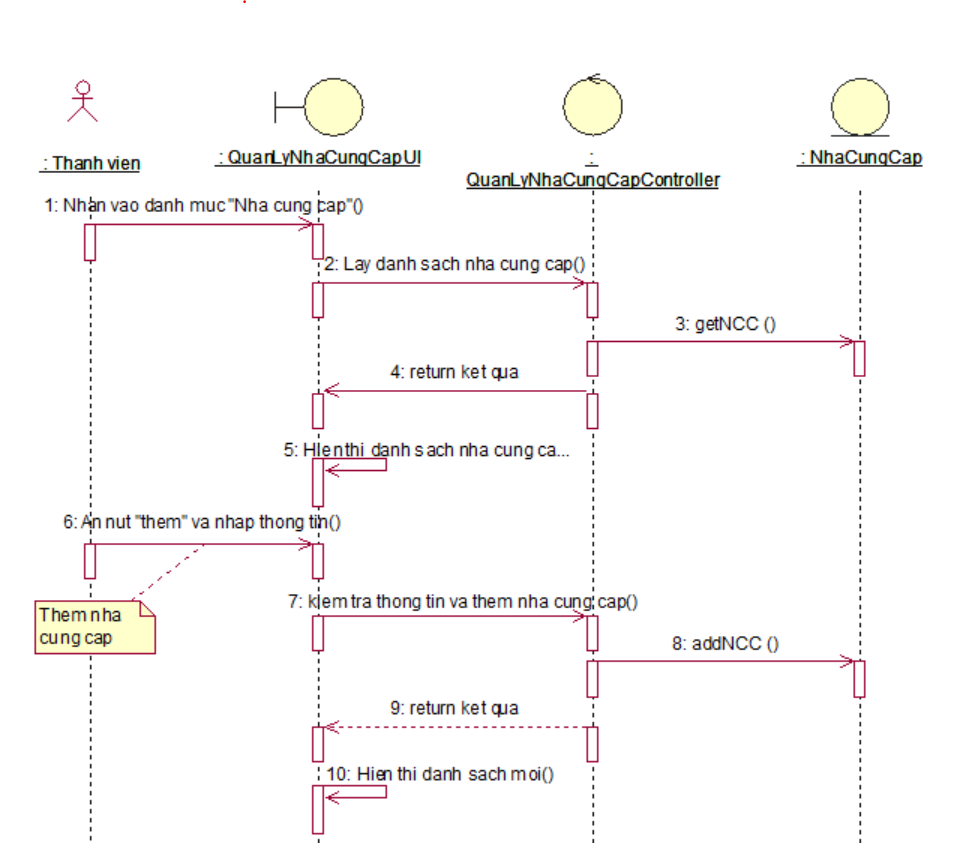 : Thanh vien
: QuanLyNhaCungCapUI
:
QuanLyNhaCungCapController
: NhaCungCap
1: Nhan vao danh muc "Nha cung cap"()
2: Lay danh sach nha cung cap()
3: getNCC ()
4: return ket qua
5: HIen thi danh sach nha cung ca...
6: An nut "them" va nhap thong tin()
Them nha
cung cap
7: kiem tra thong tin va them nha cung cap()
8: addNCC ()
9: return ket qua
10: Hien thi danh sach moi()